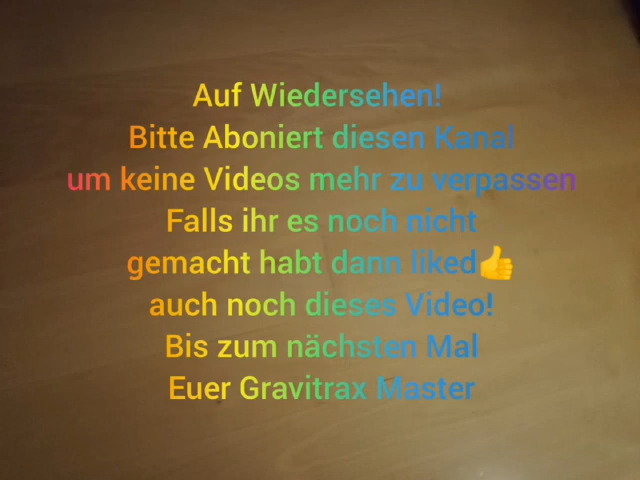 Auf Wiedersehen!
Bitte Aboniert diesen Kanal
um keine Videos mehr zu verpassen
Falls ihr es noch nicht
gemacht habt dann liked👍
auch noch dieses Video!
Bis zum nächsten Mal
Euer Gravitrax Master